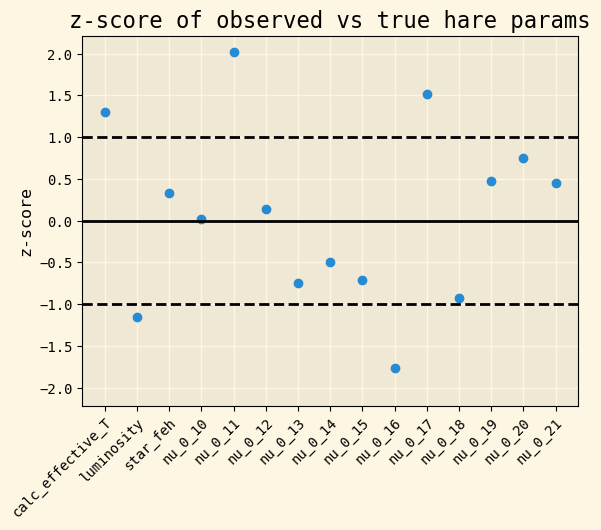 z-score of observed vs true hare params
z-score
2.0
1.5
1.0
0.5
0.0
−0.5
−1.0
−1.5
−2.0
calc_effective_T
luminosity
star_feh
nu_0_10
nu_0_11
nu_0_12
nu_0_13
nu_0_14
nu_0_15
nu_0_16
nu_0_17
nu_0_18
nu_0_19
nu_0_20
nu_0_21